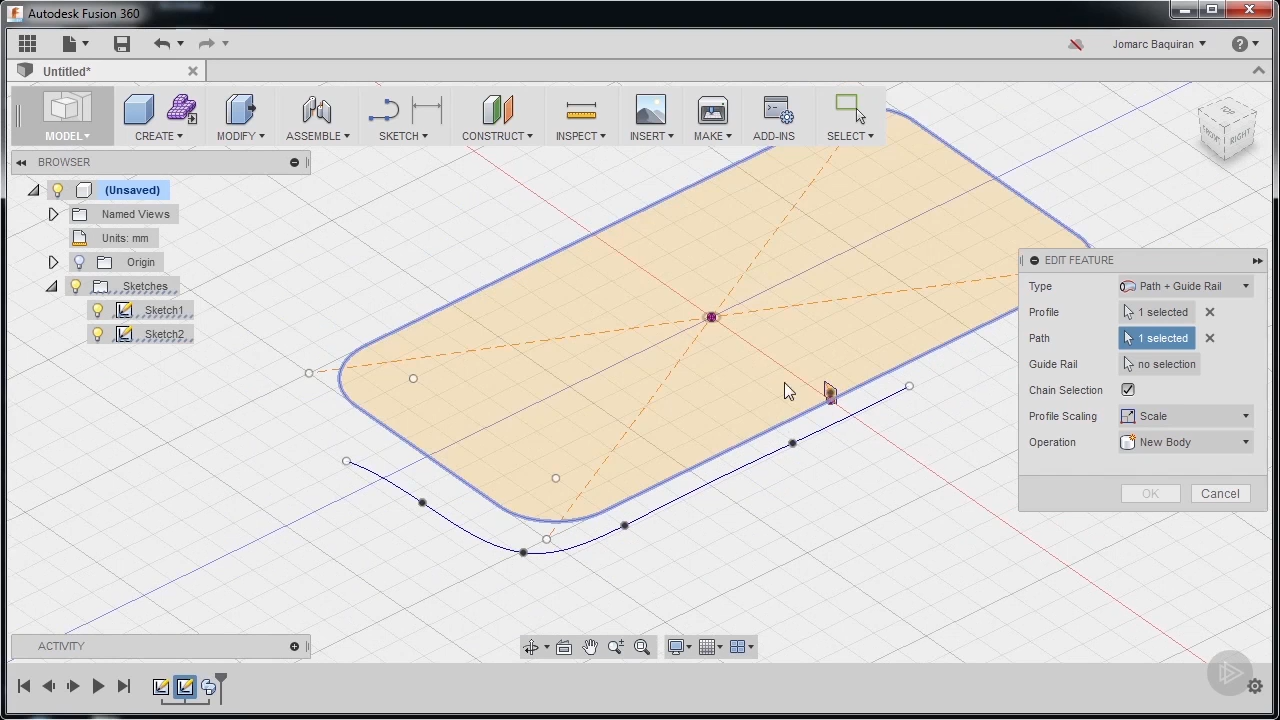 Autodesk Fusion 360
Jomarc Baquiran
Untitled*
MODEL
CREATE
MODIFY
ASSEMBLE
SKETCH
CONSTRUCT
INSPECT
INSERT
MAKE
ADD-INS
SELECT
TOP
RIGHT
BROWSER
(Unsaved)
Named Views
Units: mm
Origin
Sketches
Sketch1
Sketch2
EDIT FEATURE
Type Path + Guide Rail
Profile 1 selected
Path 1 selected
Guide Rail no selection
Chain Selection
Profile Scaling Scale
Operation New Body
OK Cancel
ACTIVITY